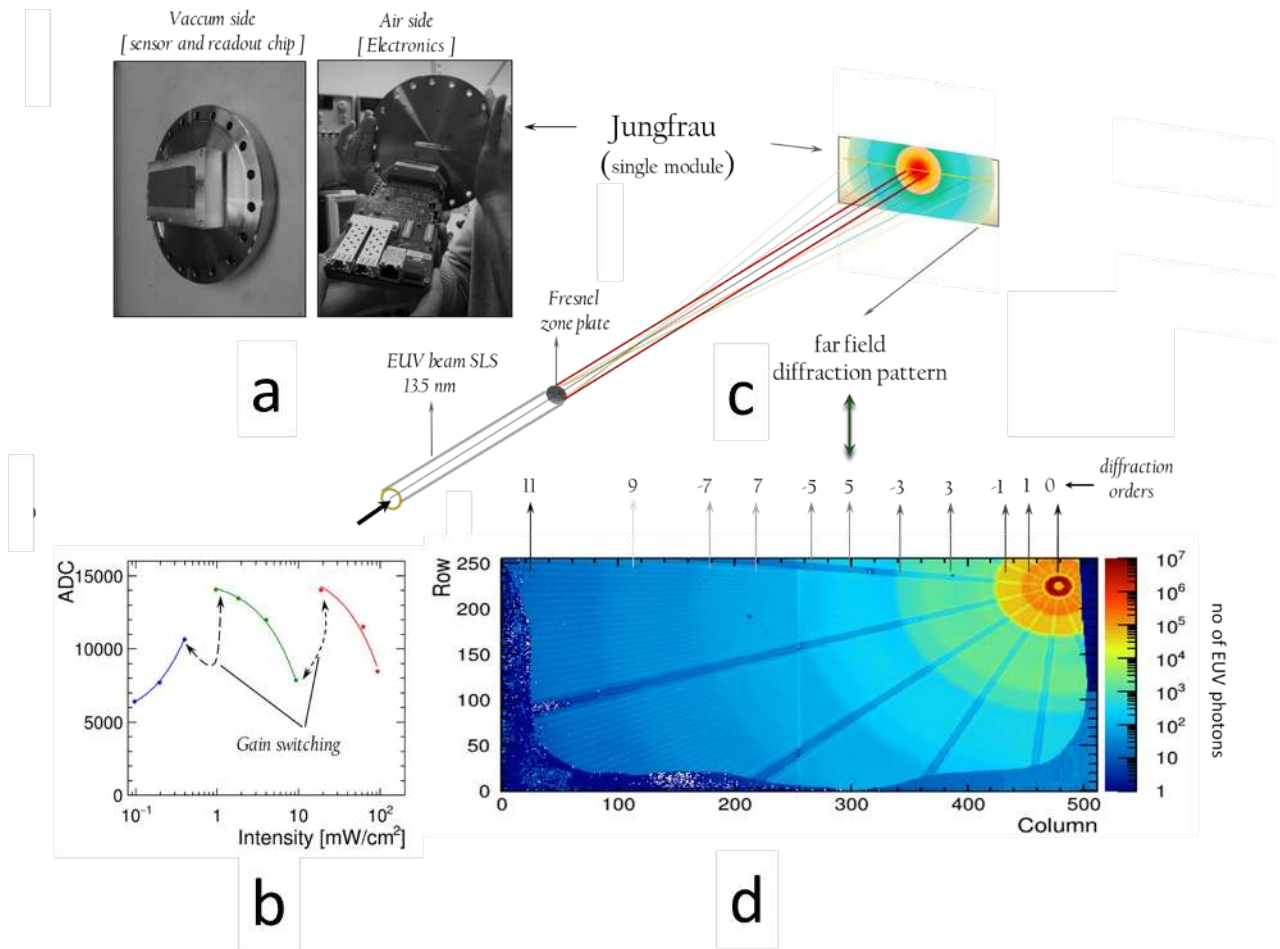 Vaccum side
[ sensor and readout chip ]
Air side
[ Electronics ]
Jungfrau
(single module)
Fresnel
zone plate
EUV beam SLS
13.5 nm
far field
diffraction pattern
a
c
11 9 -7 7 -5 5 -3 3 -1 1 0
diffraction
orders
ADC
15000
10000
5000
0
10⁻¹ 1 10 10²
Intensity [mW/cm²]
Gain switching
Row
250
200
150
100
50
0
0 100 200 300 400 500
Column
10⁷
10⁶
10⁵
10⁴
10³
10²
10
1
no of EUV photons
b
d